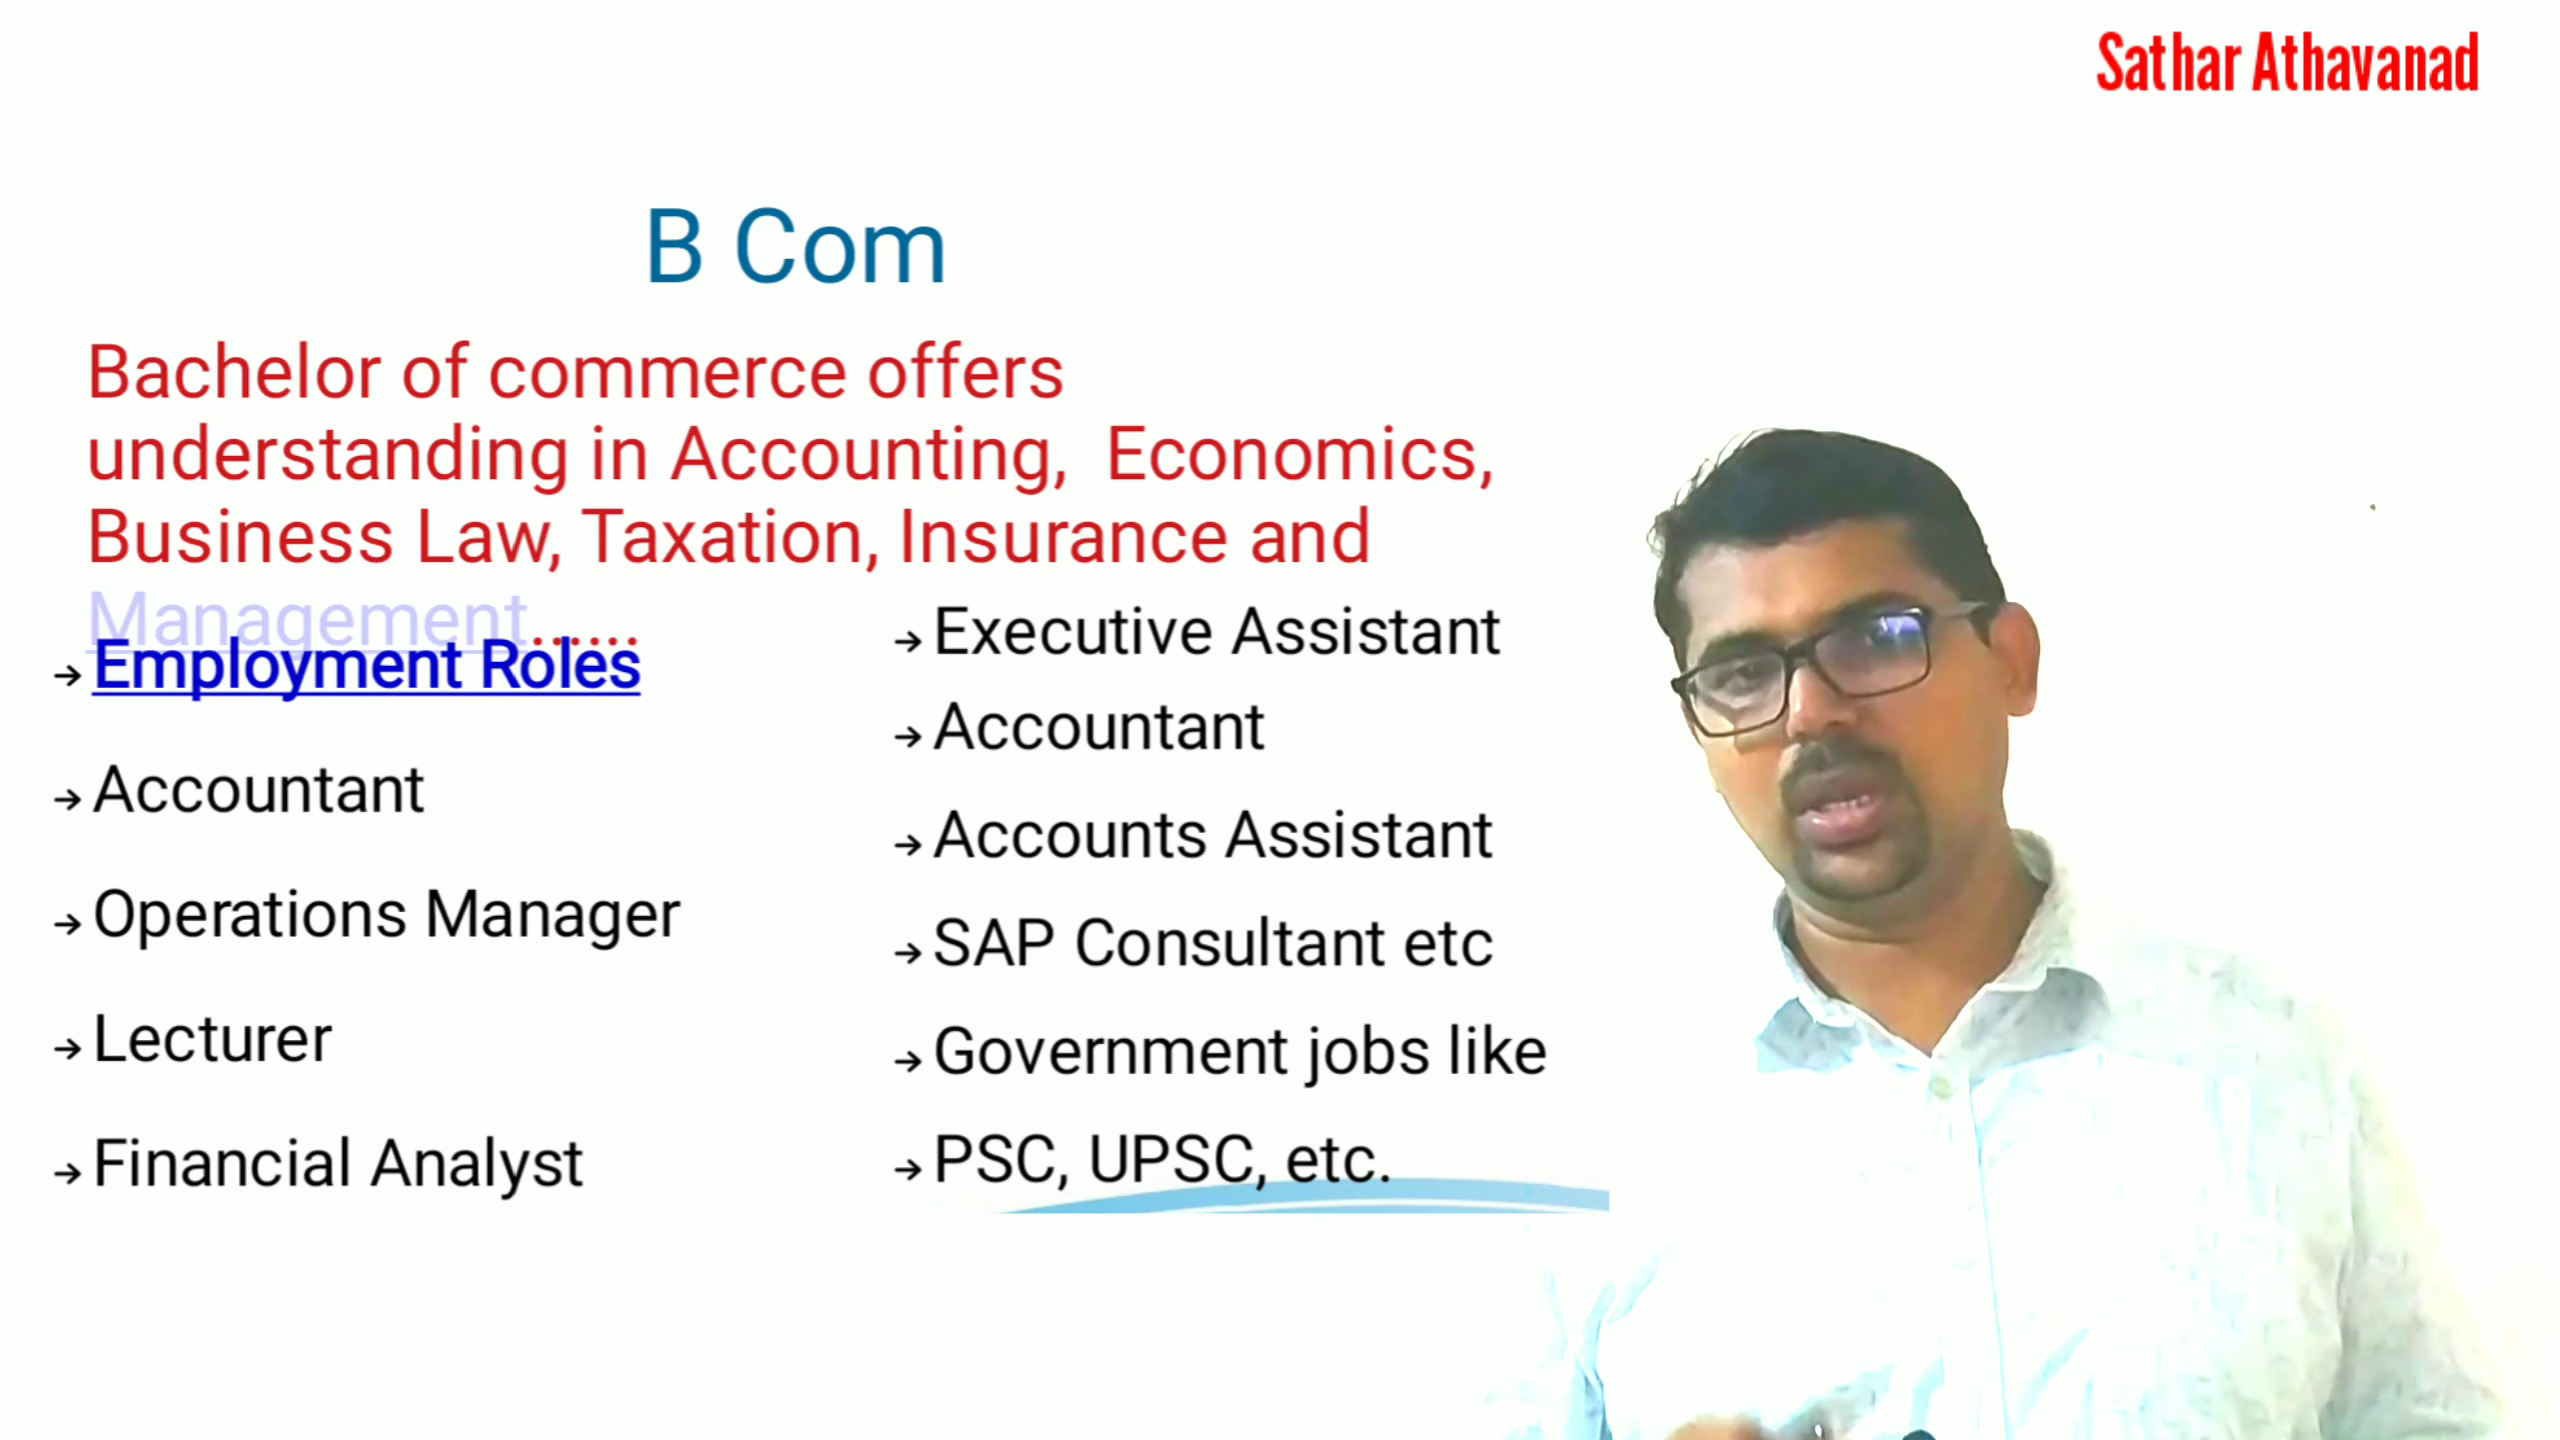 Sathar Athavanad
B Com
Bachelor of commerce offers
understanding in Accounting, Economics,
Business Law, Taxation, Insurance and
Management......
→ Employment Roles
→ Accountant
→ Operations Manager
→ Lecturer
→ Financial Analyst
→ Executive Assistant
→ Accountant
→ Accounts Assistant
→ SAP Consultant etc
→ Government jobs like
→ PSC, UPSC, etc.